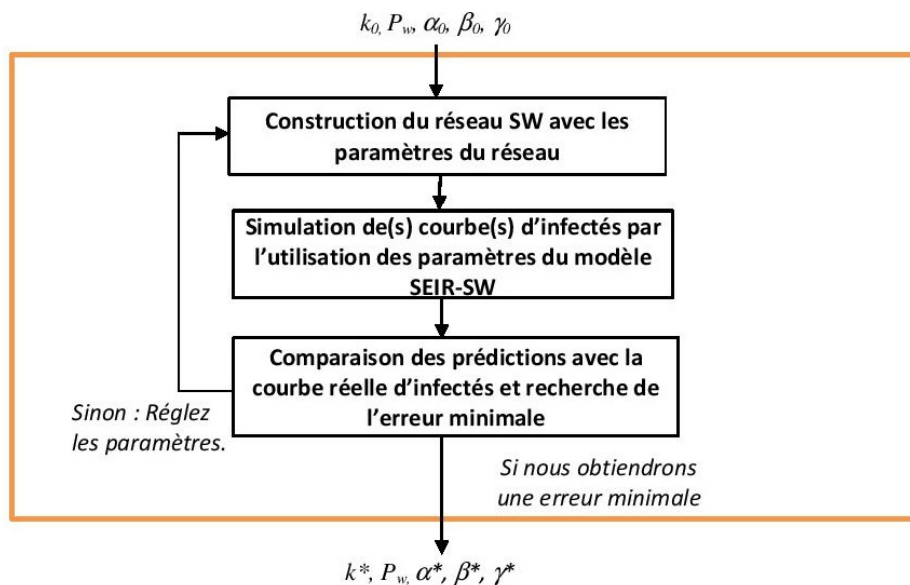 k₀, P_w, α₀, β₀, γ₀
Construction du réseau SW avec les
paramètres du réseau
Simulation de(s) courbe(s) d'infectés par
l'utilisation des paramètres du modèle
SEIR-SW
Comparaison des prédictions avec la
courbe réelle d'infectés et recherche de
l'erreur minimale
Sinon : Réglez
les paramètres.
Si nous obtiendrons
une erreur minimale
k*, P_w, α*, β*, γ*